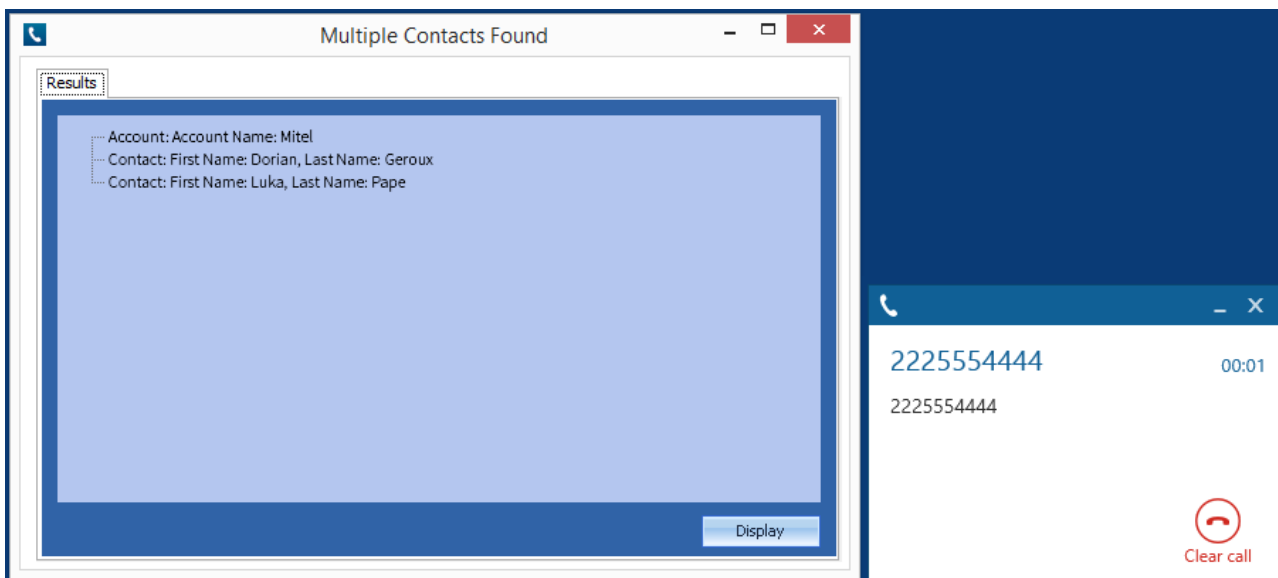 Multiple Contacts Found
Results
Account: Account Name: Mitel
Contact: First Name: Dorian, Last Name: Geroux
Contact: First Name: Luka, Last Name: Pape
Display
2225554444
00:01
2225554444
Clear call